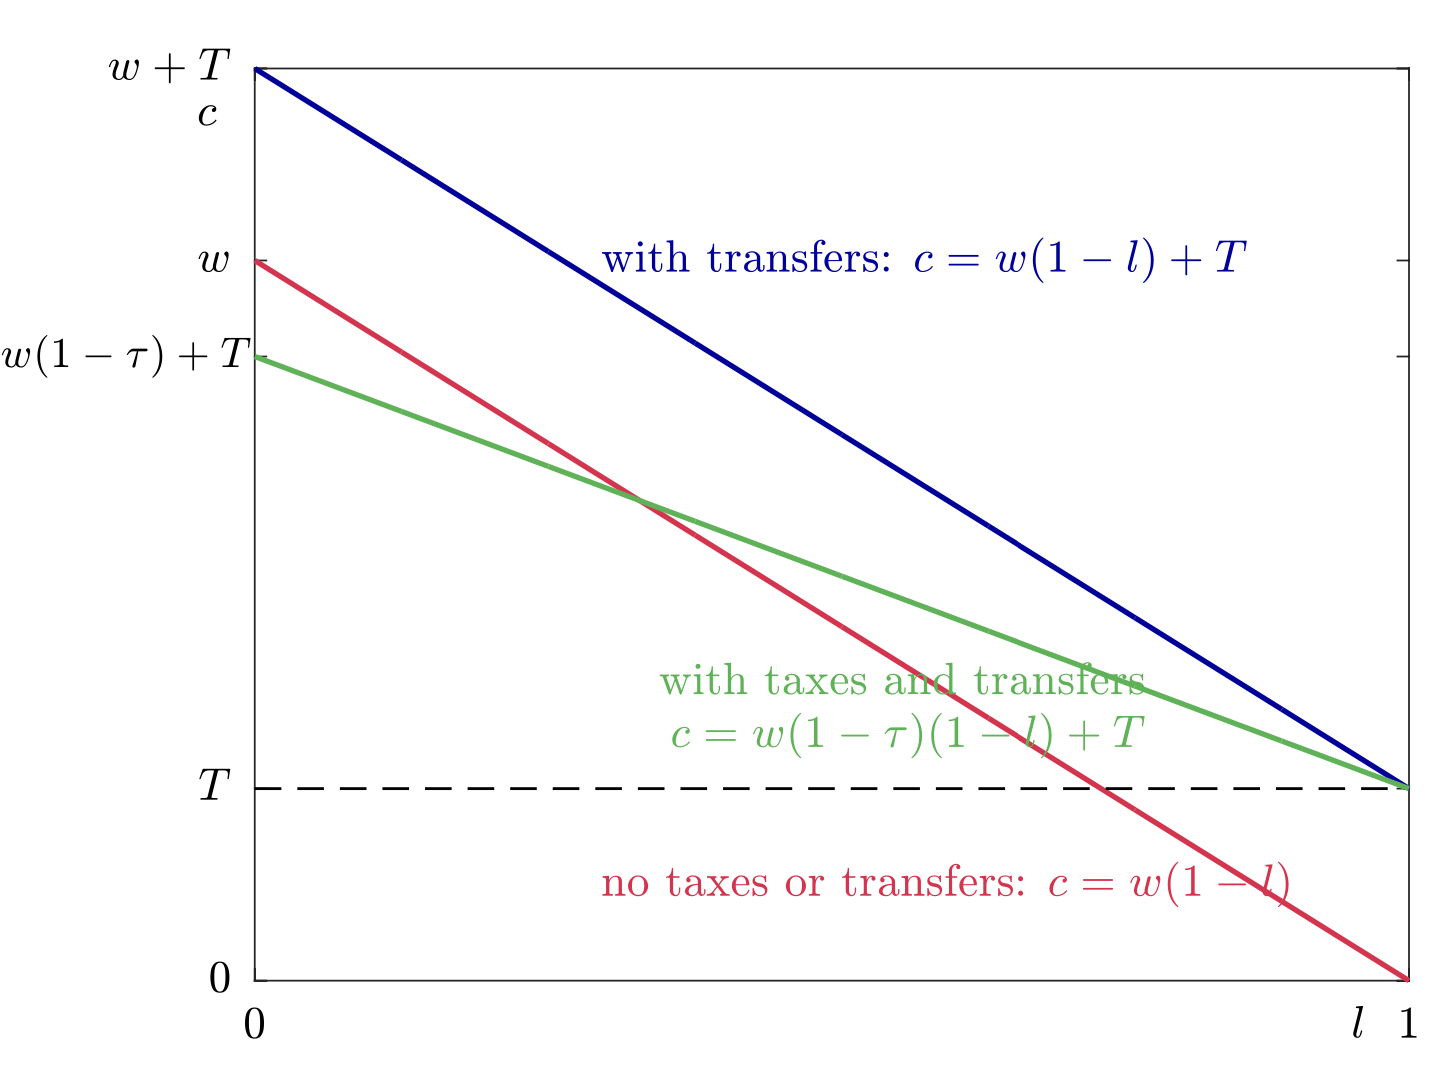 w + T
c
w
with transfers: c = w(1 − l) + T
w(1 − τ) + T
with taxes and transfers
c = w(1 − τ)(1 − l) + T
T
no taxes or transfers: c = w(1 − l)
0
0
l
1